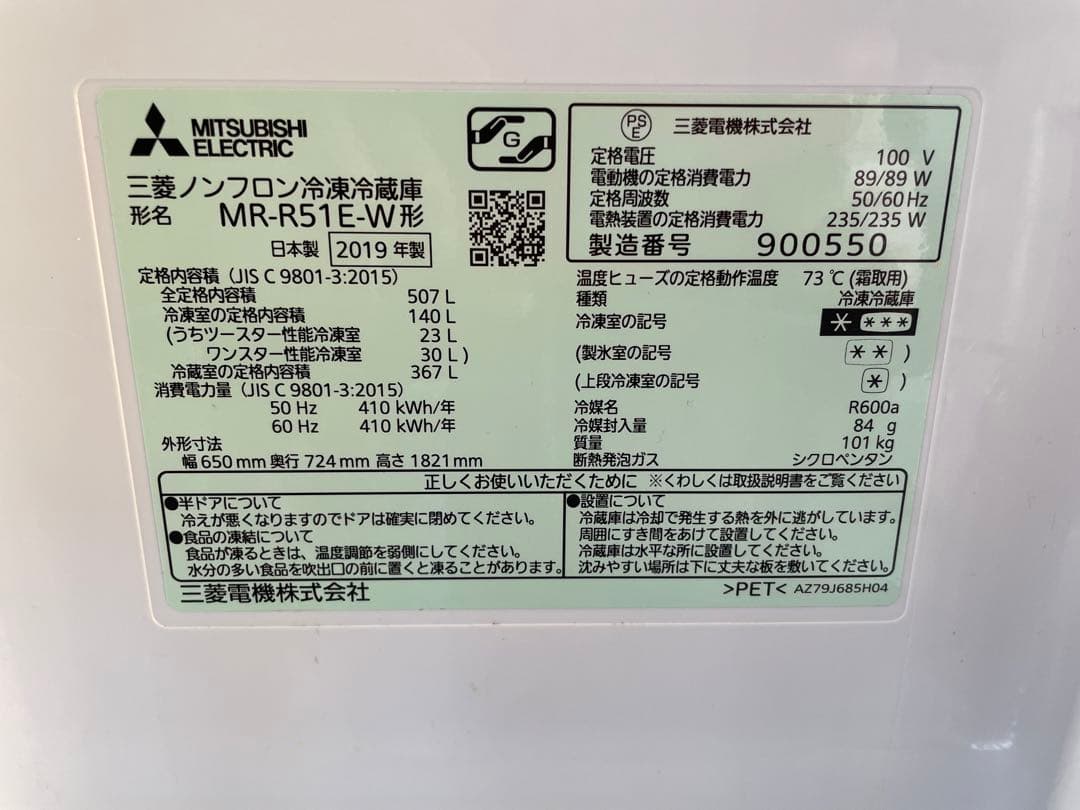 MITSUBISHI
ELECTRIC
G
三菱ノンフロン冷凍冷蔵庫
形名 MR-R51E-W形
日本製 2019年製
定格内容積（JIS C 9801-3:2015）
全定格内容積 507 L
冷凍室の定格内容積 140 L
(うちツースター性能冷凍室 23 L
ワンスター性能冷凍室 30 L)
冷蔵室の定格内容積 367 L
消費電力量（JIS C 9801-3:2015）
50 Hz 410 kWh/年
60 Hz 410 kWh/年
外形寸法
幅 650 mm 奥行 724 mm 高さ 1821 mm
PS
E 三菱電機株式会社
定格電圧 100 V
電動機の定格消費電力 89/89 W
定格周波数 50/60 Hz
電熱装置の定格消費電力 235/235 W
製造番号 900550
温度ヒューズの定格動作温度 73 ℃ (霜取用)
種類 冷凍冷蔵庫
冷凍室の記号 * ***
(製氷室の記号 ** )
(上段冷凍室の記号 * )
冷媒名 R600a
冷媒封入量 84 g
質量 101 kg
断熱発泡ガス シクロペンタン
正しくお使いいただくために ※くわしくは取扱説明書をご覧ください
●半ドアについて
冷えが悪くなりますのでドアは確実に閉めてください。
●食品の凍結について
食品が凍るときは、温度調節を弱側にしてください。
水分の多い食品を吹出口の前に置くと凍ることがあります。
●設置について
冷蔵庫は冷却で発生する熱を外に逃がしています。
周囲にすき間をあけて設置してください。
冷蔵庫は水平な所に設置してください。
沈みやすい場所は下に丈夫な板を敷いてください。
三菱電機株式会社
>PET< AZ79J685H04